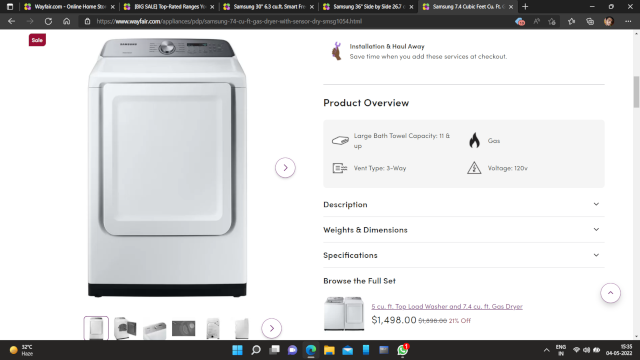 Wayfair.com - Online Home Store
[BIG SALE] Top-Rated Ranges Yo
Samsung 30" 6.3 cu.ft. Smart Free
Samsung 36" Side by Side 26.7 c
Samsung 7.4 Cubic Feet Cu. Ft. G
https://www.wayfair.com/appliances/pdp/samsung-74-cu-ft-gas-dryer-with-sensor-dry-smog1054.html
Sale
SAMSUNG
Installation & Haul Away
Save time when you add these services at checkout.
Product Overview
Large Bath Towel Capacity: 11 & up
Gas
Vent Type: 3-Way
Voltage: 120v
Description
Weights & Dimensions
Specifications
Browse the Full Set
5 cu. ft. Top Load Washer and 7.4 cu. ft. Gas Dryer
$1,498.00 $1,898.00 21% Off
32°C
Haze
ENG
IN
15:35
04-05-2022